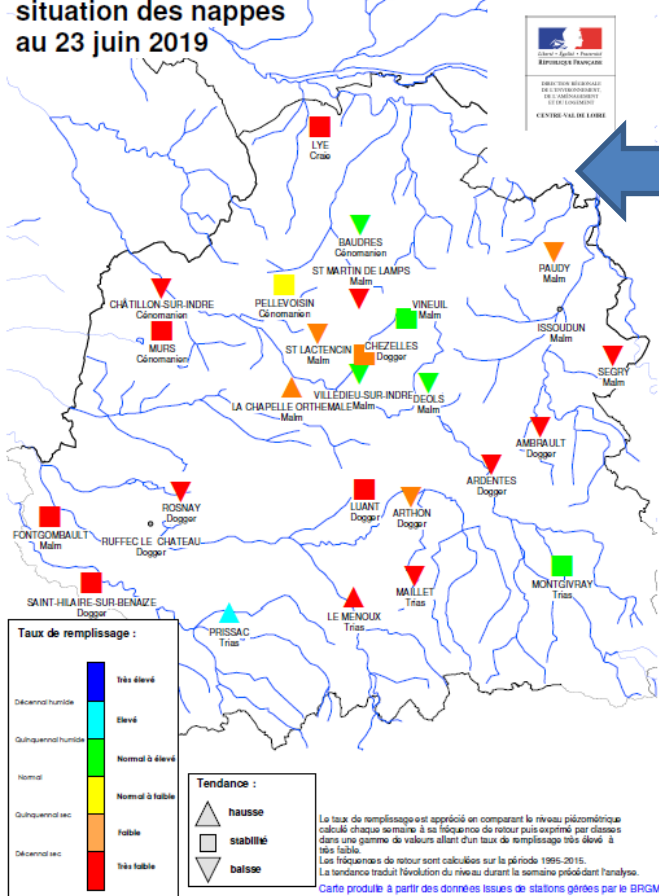 situation des nappes
au 23 juin 2019
Liberté • Égalité • Fraternité
RÉPUBLIQUE FRANÇAISE
DIRECTION RÉGIONALE
DE L'ENVIRONNEMENT,
DE L'AMÉNAGEMENT
ET DU LOGEMENT
CENTRE-VAL DE LOIRE
LYE
Craie
BAUDRES
Cénomanien
PAUDY
Malm
ST MARTIN DE LAMPS
Malm
CHÂTILLON-SUR-INDRE
Cénomanien
PELLEVOISIN
Cénomanien
VINEUIL
Malm
ISSOUDUN
Malm
MURS
Cénomanien
ST LACTENCIN
Malm
CHEZELLES
Dogger
SEGRY
Malm
LA CHAPELLE ORTHEMALE
Malm
VILLEDIEU-SUR-INDRE
Malm
DEOLS
Malm
AMBRAULT
Dogger
ARDENTES
Dogger
ROSNAY
Dogger
LUANT
Dogger
ARTHON
Dogger
FONTGOMBAULT
Malm
RUFFEC LE CHATEAU
Dogger
SAINT-HILAIRE-SUR-BENAIZE
Dogger
MAILLET
Trias
MONTGIVRAY
Trias
PRISSAC
Trias
LE MENOUX
Trias
Taux de remplissage :
Très élevé
Décennal humide
Elevé
Quinquennal humide
Normal à élevé
Normal
Normal à faible
Quinquennal sec
Faible
Décennal sec
Très faible
Tendance :
hausse
stabilité
baisse
Le taux de remplissage est apprécié en comparant le niveau piézométrique
calculé chaque semaine à sa fréquence de retour puis exprimé par classes
dans une gamme de valeurs allant d'un taux de remplissage très élevé à
très faible.
Les fréquences de retour sont calculées sur la période 1995-2015.
La tendance traduit l'évolution du niveau durant la semaine précédant l'analyse.
Carte produite à partir des données issues de stations gérées par le BRGM